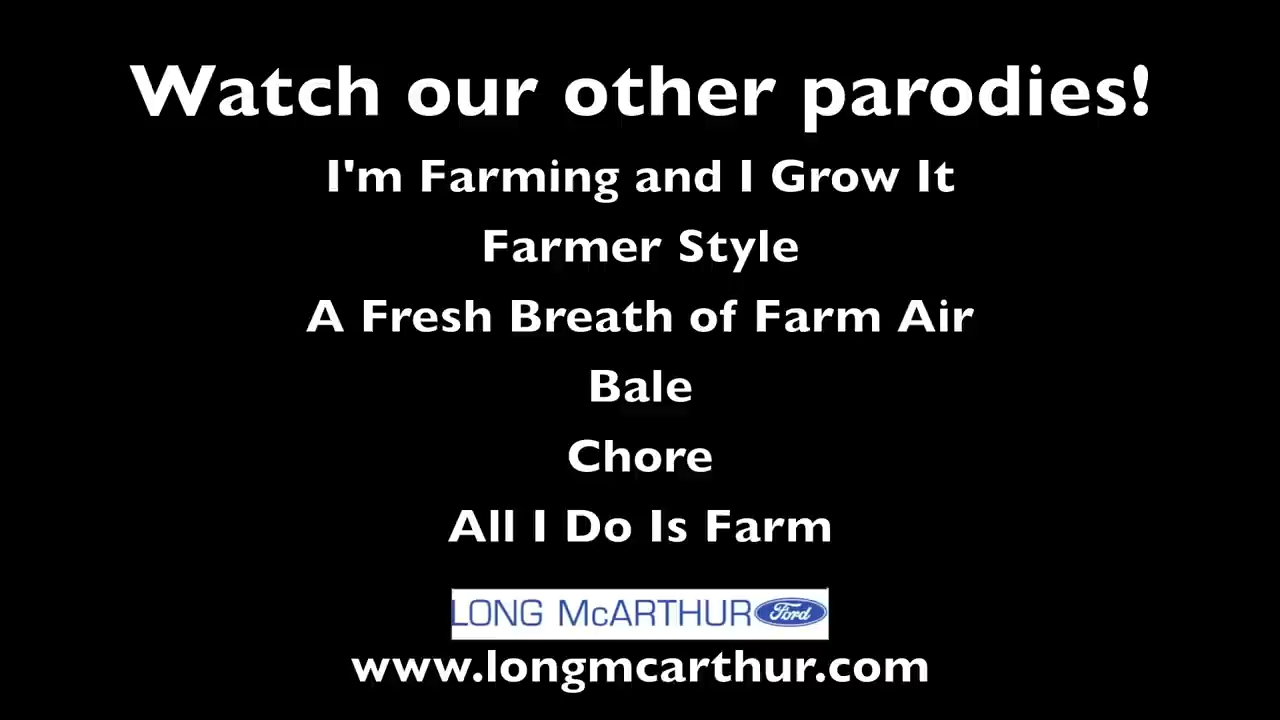 Watch our other parodies!
I'm Farming and I Grow It
Farmer Style
A Fresh Breath of Farm Air
Bale
Chore
All I Do Is Farm
LONG McARTHUR Ford
www.longmcarthur.com